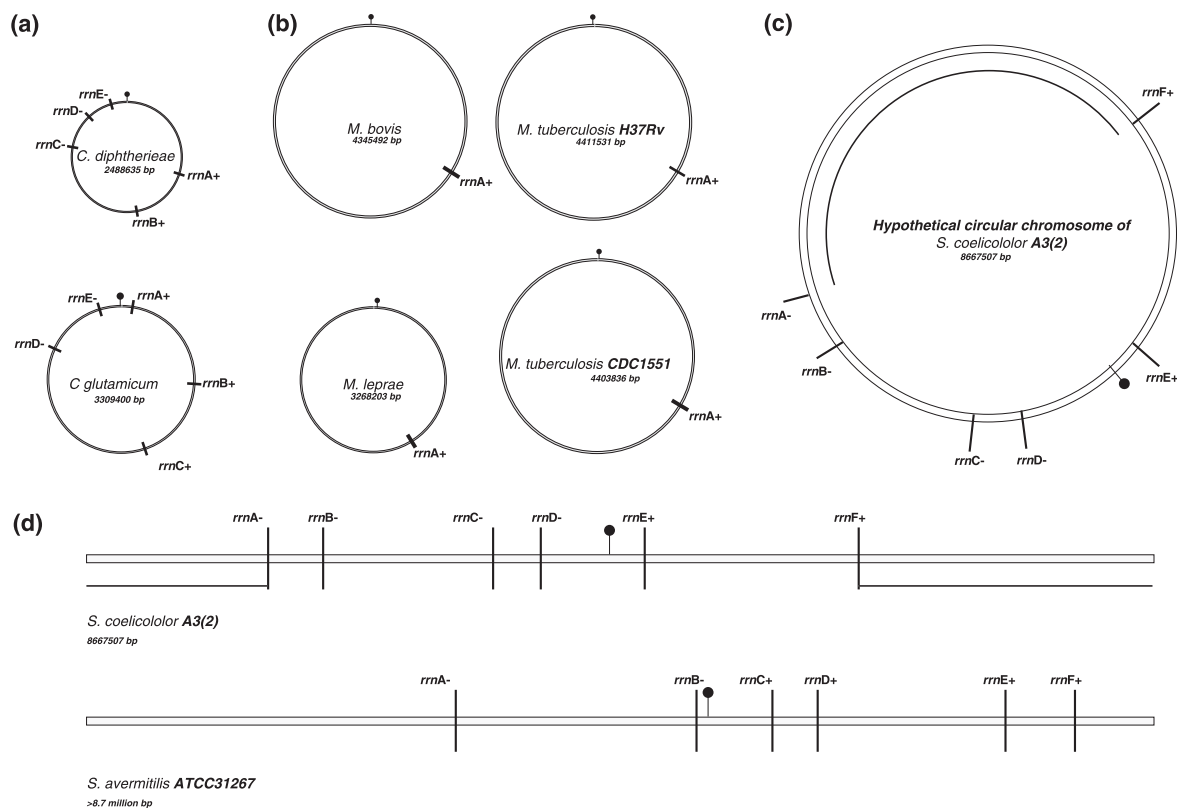 (a)
rrnE-
rrnD-
rrnC-
C. diphtherieae
2488635 bp
rrnA+
rrnB+
rrnE-
rrnA+
rrnD-
C glutamicum
3309400 bp
rrnB+
rrnC+
(b)
M. bovis
4345492 bp
rrnA+
M. tuberculosis H37Rv
4411531 bp
rrnA+
M. leprae
3268203 bp
rrnA+
M. tuberculosis CDC1551
4403836 bp
rrnA+
(c)
rrnF+
Hypothetical circular chromosome of
S. coelicololor A3(2)
8667507 bp
rrnA-
rrnB-
rrnE+
rrnC-
rrnD-
(d)
rrnA-
rrnB-
rrnC-
rrnD-
rrnE+
rrnF+
S. coelicololor A3(2)
8667507 bp
rrnA-
rrnB-
rrnC+
rrnD+
rrnE+
rrnF+
S. avermitilis ATCC31267
>8.7 million bp